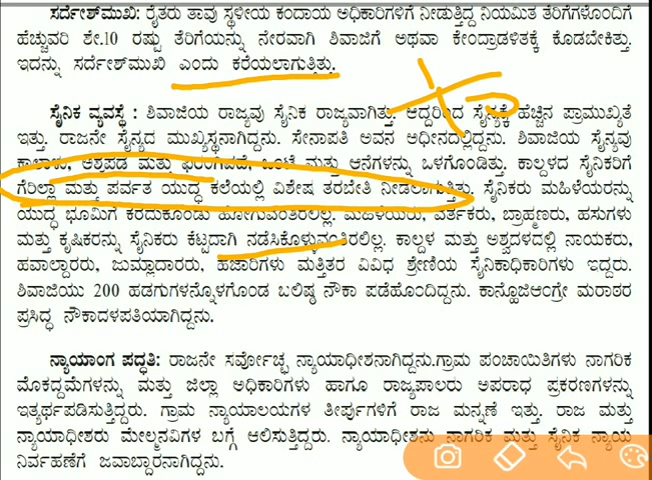 ಸರ್ದೇಶ್‌ಮುಖಿ: ರೈತರು ತಾವು ಸ್ಥಳೀಯ ಕಂದಾಯ ಅಧಿಕಾರಿಗಳಿಗೆ ನೀಡುತ್ತಿದ್ದ ನಿಯಮಿತ ತೆರಿಗೆಗಳೊಂದಿಗೆ
ಹೆಚ್ಚುವರಿ ಶೇ.10 ರಷ್ಟು ತೆರಿಗೆಯನ್ನು ನೇರವಾಗಿ ಶಿವಾಜಿಗೆ ಅಥವಾ ಕೇಂದ್ರಾಡಳಿತಕ್ಕೆ ಕೊಡಬೇಕಿತ್ತು.
ಇದನ್ನು ಸರ್ದೇಶ್‌ಮುಖಿ ಎಂದು ಕರೆಯಲಾಗುತ್ತಿತ್ತು.
ಸೈನಿಕ ವ್ಯವಸ್ಥೆ : ಶಿವಾಜಿಯ ರಾಜ್ಯವು ಸೈನಿಕ ರಾಜ್ಯವಾಗಿತ್ತು. ಆದ್ದರಿಂದ ಸೈನ್ಯಕ್ಕೆ ಹೆಚ್ಚಿನ ಪ್ರಾಮುಖ್ಯತೆ
ಇತ್ತು. ರಾಜನೇ ಸೈನ್ಯದ ಮುಖ್ಯಸ್ಥನಾಗಿದ್ದನು. ಸೇನಾಪತಿ ಅವನ ಅಧೀನದಲ್ಲಿದ್ದನು. ಶಿವಾಜಿಯ ಸೈನ್ಯವು
ಕಾಲಾಳು, ಅಶ್ವಪಡೆ ಮತ್ತು ಫಿರಂಗಿಪಡೆ, ಒಂಟೆ ಮತ್ತು ಆನೆಗಳನ್ನು ಒಳಗೊಂಡಿತ್ತು. ಕಾಲ್ದಳದ ಸೈನಿಕರಿಗೆ
ಗೆರಿಲ್ಲಾ ಮತ್ತು ಪರ್ವತ ಯುದ್ಧ ಕಲೆಯಲ್ಲಿ ವಿಶೇಷ ತರಬೇತಿ ನೀಡಲಾಗುತ್ತಿತ್ತು. ಸೈನಿಕರು ಮಹಿಳೆಯರನ್ನು
ಯುದ್ಧ ಭೂಮಿಗೆ ಕರೆದುಕೊಂಡು ಹೋಗುವಂತಿರಲಿಲ್ಲ. ಮಹಿಳೆಯರು, ವರ್ತಕರು, ಬ್ರಾಹ್ಮಣರು, ಹಸುಗಳು
ಮತ್ತು ಕೃಷಿಕರನ್ನು ಸೈನಿಕರು ಕೆಟ್ಟದಾಗಿ ನಡೆಸಿಕೊಳ್ಳುವಂತಿರಲಿಲ್ಲ. ಕಾಲ್ದಳ ಮತ್ತು ಅಶ್ವದಳದಲ್ಲಿ ನಾಯಕರು,
ಹವಾಲ್ದಾರರು, ಜುಮ್ಲಾದಾರರು, ಹಜಾರಿಗಳು ಮತ್ತಿತರ ವಿವಿಧ ಶ್ರೇಣಿಯ ಸೈನಿಕಾಧಿಕಾರಿಗಳು ಇದ್ದರು.
ಶಿವಾಜಿಯು 200 ಹಡಗುಗಳನ್ನೊಳಗೊಂಡ ಬಲಿಷ್ಠ ನೌಕಾ ಪಡೆಹೊಂದಿದ್ದನು. ಕಾನ್ಹೊಜಿಆಂಗ್ರೇ ಮರಾಠರ
ಪ್ರಸಿದ್ಧ ನೌಕಾದಳಪತಿಯಾಗಿದ್ದನು.
ನ್ಯಾಯಾಂಗ ಪದ್ಧತಿ: ರಾಜನೇ ಸರ್ವೋಚ್ಛ ನ್ಯಾಯಾಧೀಶನಾಗಿದ್ದನು.ಗ್ರಾಮ ಪಂಚಾಯಿತಿಗಳು ನಾಗರಿಕ
ಮೊಕದ್ದಮೆಗಳನ್ನು ಮತ್ತು ಜಿಲ್ಲಾ ಅಧಿಕಾರಿಗಳು ಹಾಗೂ ರಾಜ್ಯಪಾಲರು ಅಪರಾಧ ಪ್ರಕರಣಗಳನ್ನು
ಇತ್ಯರ್ಥಪಡಿಸುತ್ತಿದ್ದರು. ಗ್ರಾಮ ನ್ಯಾಯಾಲಯಗಳ ತೀರ್ಪುಗಳಿಗೆ ರಾಜ ಮನ್ನಣೆ ಇತ್ತು. ರಾಜ ಮತ್ತು
ನ್ಯಾಯಾಧೀಶರು ಮೇಲ್ಮನವಿಗಳ ಬಗ್ಗೆ ಆಲಿಸುತ್ತಿದ್ದರು. ನ್ಯಾಯಾಧೀಶನು ನಾಗರಿಕ ಮತ್ತು ಸೈನಿಕ ನ್ಯಾಯ
ನಿರ್ವಹಣೆಗೆ ಜವಾಬ್ದಾರನಾಗಿದ್ದನು.